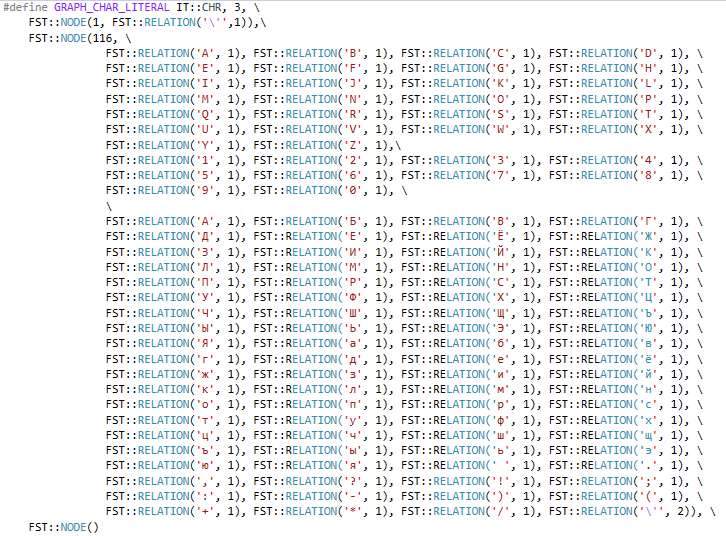 #define GRAPH_CHAR_LITERAL IT::CHR, 3, \
FST::NODE(1, FST::RELATION('\'',1)),\
FST::NODE(116, \
FST::RELATION('A', 1), FST::RELATION('B', 1), FST::RELATION('C', 1), FST::RELATION('D', 1), \
FST::RELATION('E', 1), FST::RELATION('F', 1), FST::RELATION('G', 1), FST::RELATION('H', 1), \
FST::RELATION('I', 1), FST::RELATION('J', 1), FST::RELATION('K', 1), FST::RELATION('L', 1), \
FST::RELATION('M', 1), FST::RELATION('N', 1), FST::RELATION('O', 1), FST::RELATION('P', 1), \
FST::RELATION('Q', 1), FST::RELATION('R', 1), FST::RELATION('S', 1), FST::RELATION('T', 1), \
FST::RELATION('U', 1), FST::RELATION('V', 1), FST::RELATION('W', 1), FST::RELATION('X', 1), \
FST::RELATION('Y', 1), FST::RELATION('Z', 1),\
FST::RELATION('1', 1), FST::RELATION('2', 1), FST::RELATION('3', 1), FST::RELATION('4', 1), \
FST::RELATION('5', 1), FST::RELATION('6', 1), FST::RELATION('7', 1), FST::RELATION('8', 1), \
FST::RELATION('9', 1), FST::RELATION('0', 1), \
\
FST::RELATION('А', 1), FST::RELATION('Б', 1), FST::RELATION('В', 1), FST::RELATION('Г', 1), \
FST::RELATION('Д', 1), FST::RELATION('Е', 1), FST::RELATION('Ё', 1), FST::RELATION('Ж', 1), \
FST::RELATION('З', 1), FST::RELATION('И', 1), FST::RELATION('Й', 1), FST::RELATION('К', 1), \
FST::RELATION('Л', 1), FST::RELATION('М', 1), FST::RELATION('Н', 1), FST::RELATION('О', 1), \
FST::RELATION('П', 1), FST::RELATION('Р', 1), FST::RELATION('С', 1), FST::RELATION('Т', 1), \
FST::RELATION('У', 1), FST::RELATION('Ф', 1), FST::RELATION('Х', 1), FST::RELATION('Ц', 1), \
FST::RELATION('Ч', 1), FST::RELATION('Ш', 1), FST::RELATION('Щ', 1), FST::RELATION('Ъ', 1), \
FST::RELATION('Ы', 1), FST::RELATION('Ь', 1), FST::RELATION('Э', 1), FST::RELATION('Ю', 1), \
FST::RELATION('Я', 1), FST::RELATION('а', 1), FST::RELATION('б', 1), FST::RELATION('в', 1), \
FST::RELATION('г', 1), FST::RELATION('д', 1), FST::RELATION('е', 1), FST::RELATION('ё', 1), \
FST::RELATION('ж', 1), FST::RELATION('з', 1), FST::RELATION('и', 1), FST::RELATION('й', 1), \
FST::RELATION('к', 1), FST::RELATION('л', 1), FST::RELATION('м', 1), FST::RELATION('н', 1), \
FST::RELATION('о', 1), FST::RELATION('п', 1), FST::RELATION('р', 1), FST::RELATION('с', 1), \
FST::RELATION('т', 1), FST::RELATION('у', 1), FST::RELATION('ф', 1), FST::RELATION('х', 1), \
FST::RELATION('ц', 1), FST::RELATION('ч', 1), FST::RELATION('ш', 1), FST::RELATION('щ', 1), \
FST::RELATION('ъ', 1), FST::RELATION('ы', 1), FST::RELATION('ь', 1), FST::RELATION('э', 1), \
FST::RELATION('ю', 1), FST::RELATION('я', 1), FST::RELATION(' ', 1), FST::RELATION('.', 1), \
FST::RELATION(',', 1), FST::RELATION('?', 1), FST::RELATION('!', 1), FST::RELATION(';', 1), \
FST::RELATION(':', 1), FST::RELATION('-', 1), FST::RELATION(')', 1), FST::RELATION('(', 1), \
FST::RELATION('+', 1), FST::RELATION('*', 1), FST::RELATION('/', 1), FST::RELATION('\'', 2)), \
FST::NODE()